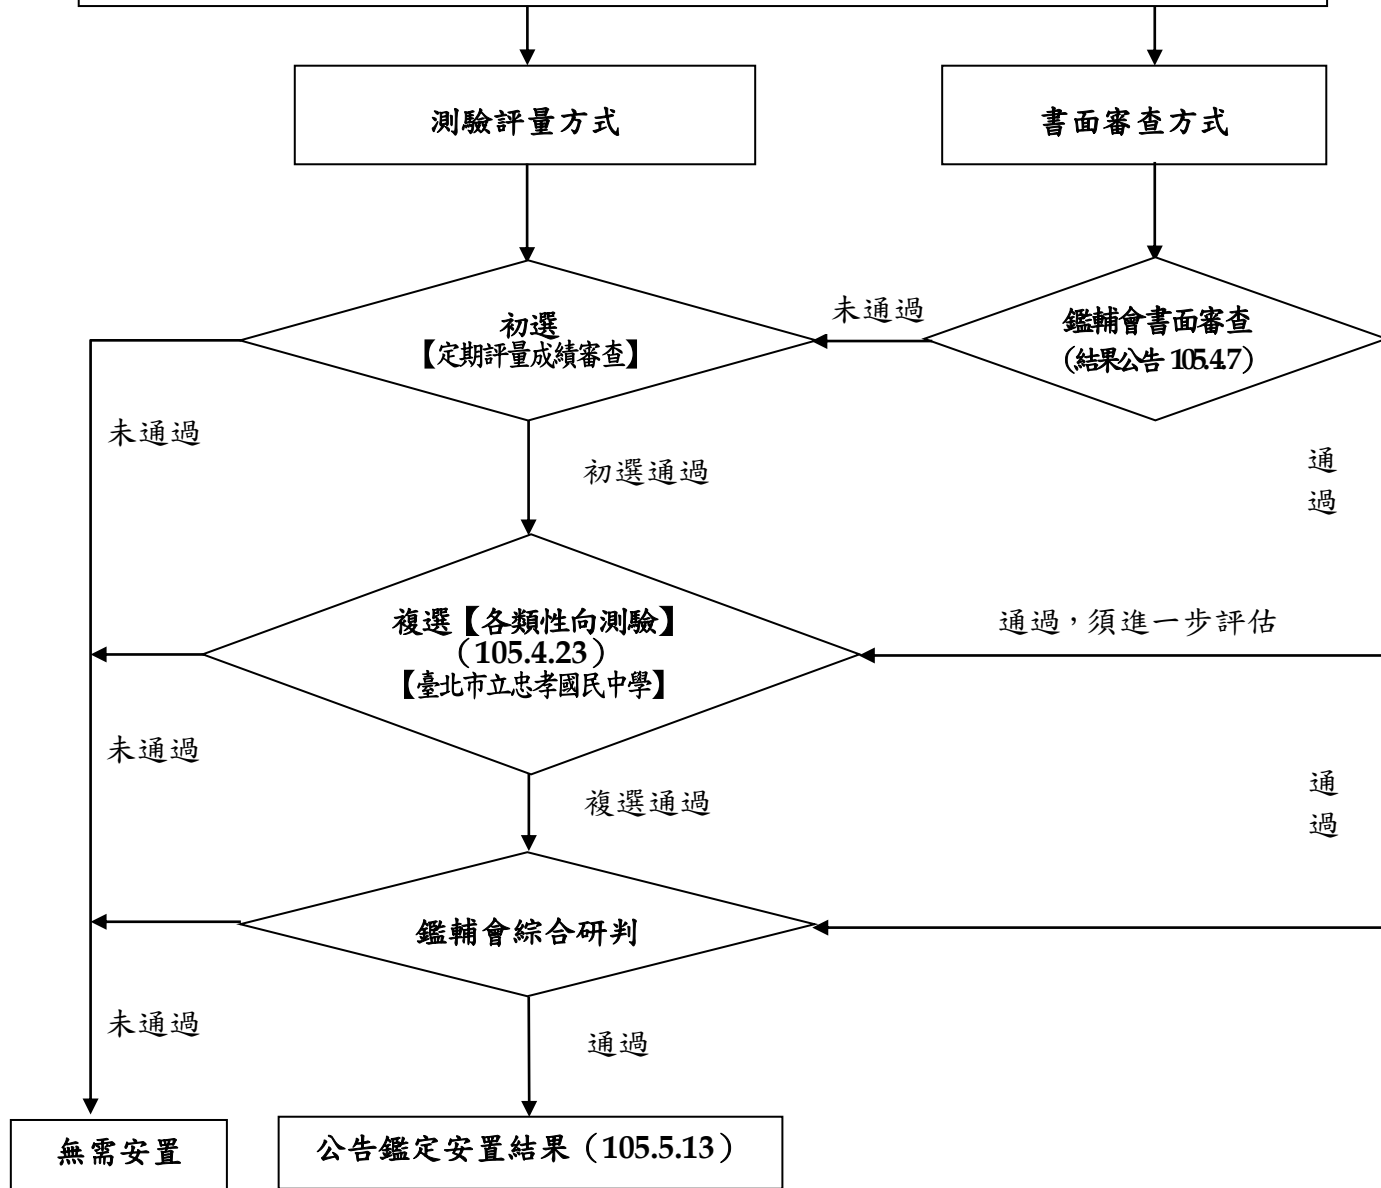 測驗評量方式
書面審查方式
初選
【定期評量成績審查】
未通過
鑑輔會書面審查
(結果公告 105.4.7)
未通過
初選通過
通
過
複選【各類性向測驗】
（105.4.23）
【臺北市立忠孝國民中學】
通過，須進一步評估
未通過
複選通過
通
過
鑑輔會綜合研判
未通過
通過
無需安置
公告鑑定安置結果（105.5.13）